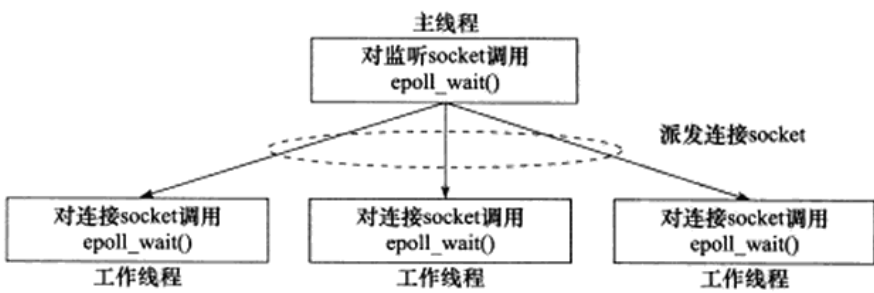 主线程
对监听socket调用
epoll_wait()
派发连接socket
对连接socket调用
epoll_wait()
对连接socket调用
epoll_wait()
对连接socket调用
epoll_wait()
工作线程
工作线程
工作线程